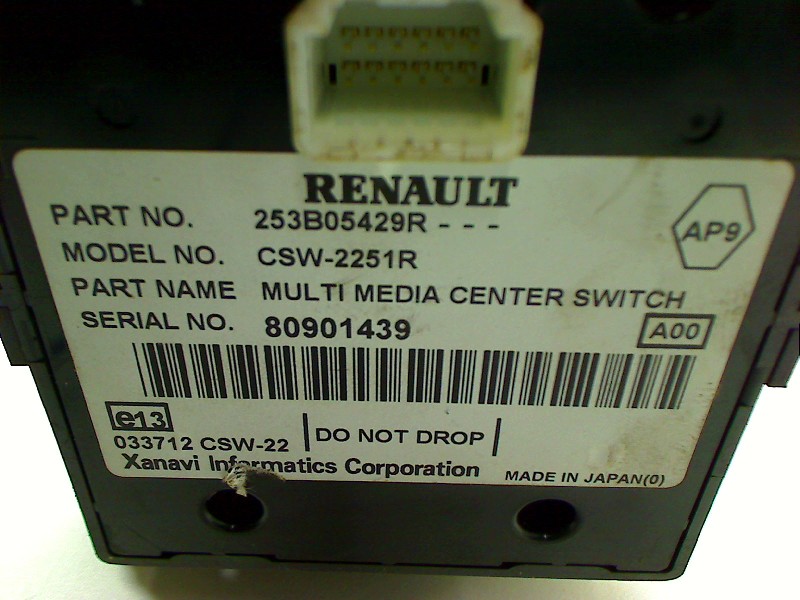 RENAULT
PART NO. 253B05429R - - -
AP9
MODEL NO. CSW-2251R
PART NAME MULTI MEDIA CENTER SWITCH
SERIAL NO. 80901439
A00
e13
033712 CSW-22
DO NOT DROP
Xanavi Informatics Corporation
MADE IN JAPAN(0)